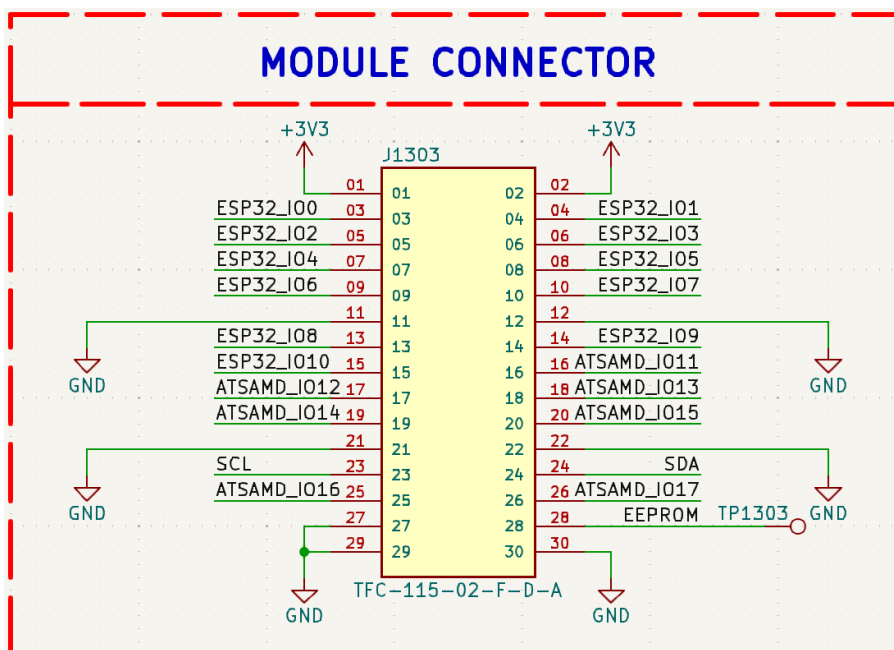 MODULE CONNECTOR
+3V3 +3V3
J1303
01 01 02 02
ESP32_IO0 03 03 04 04 ESP32_IO1
ESP32_IO2 05 05 06 06 ESP32_IO3
ESP32_IO4 07 07 08 08 ESP32_IO5
ESP32_IO6 09 09 10 10 ESP32_IO7
11 11 12 12
ESP32_IO8 13 13 14 14 ESP32_IO9
ESP32_IO10 15 15 16 16 ATSAMD_IO11
GND GND
ATSAMD_IO12 17 17 18 18 ATSAMD_IO13
ATSAMD_IO14 19 19 20 20 ATSAMD_IO15
21 21 22 22
SCL 23 23 24 24 SDA
ATSAMD_IO16 25 25 26 26 ATSAMD_IO17
GND GND
27 27 28 28 EEPROM TP1303
29 29 30 30
TFC-115-02-F-D-A
GND GND